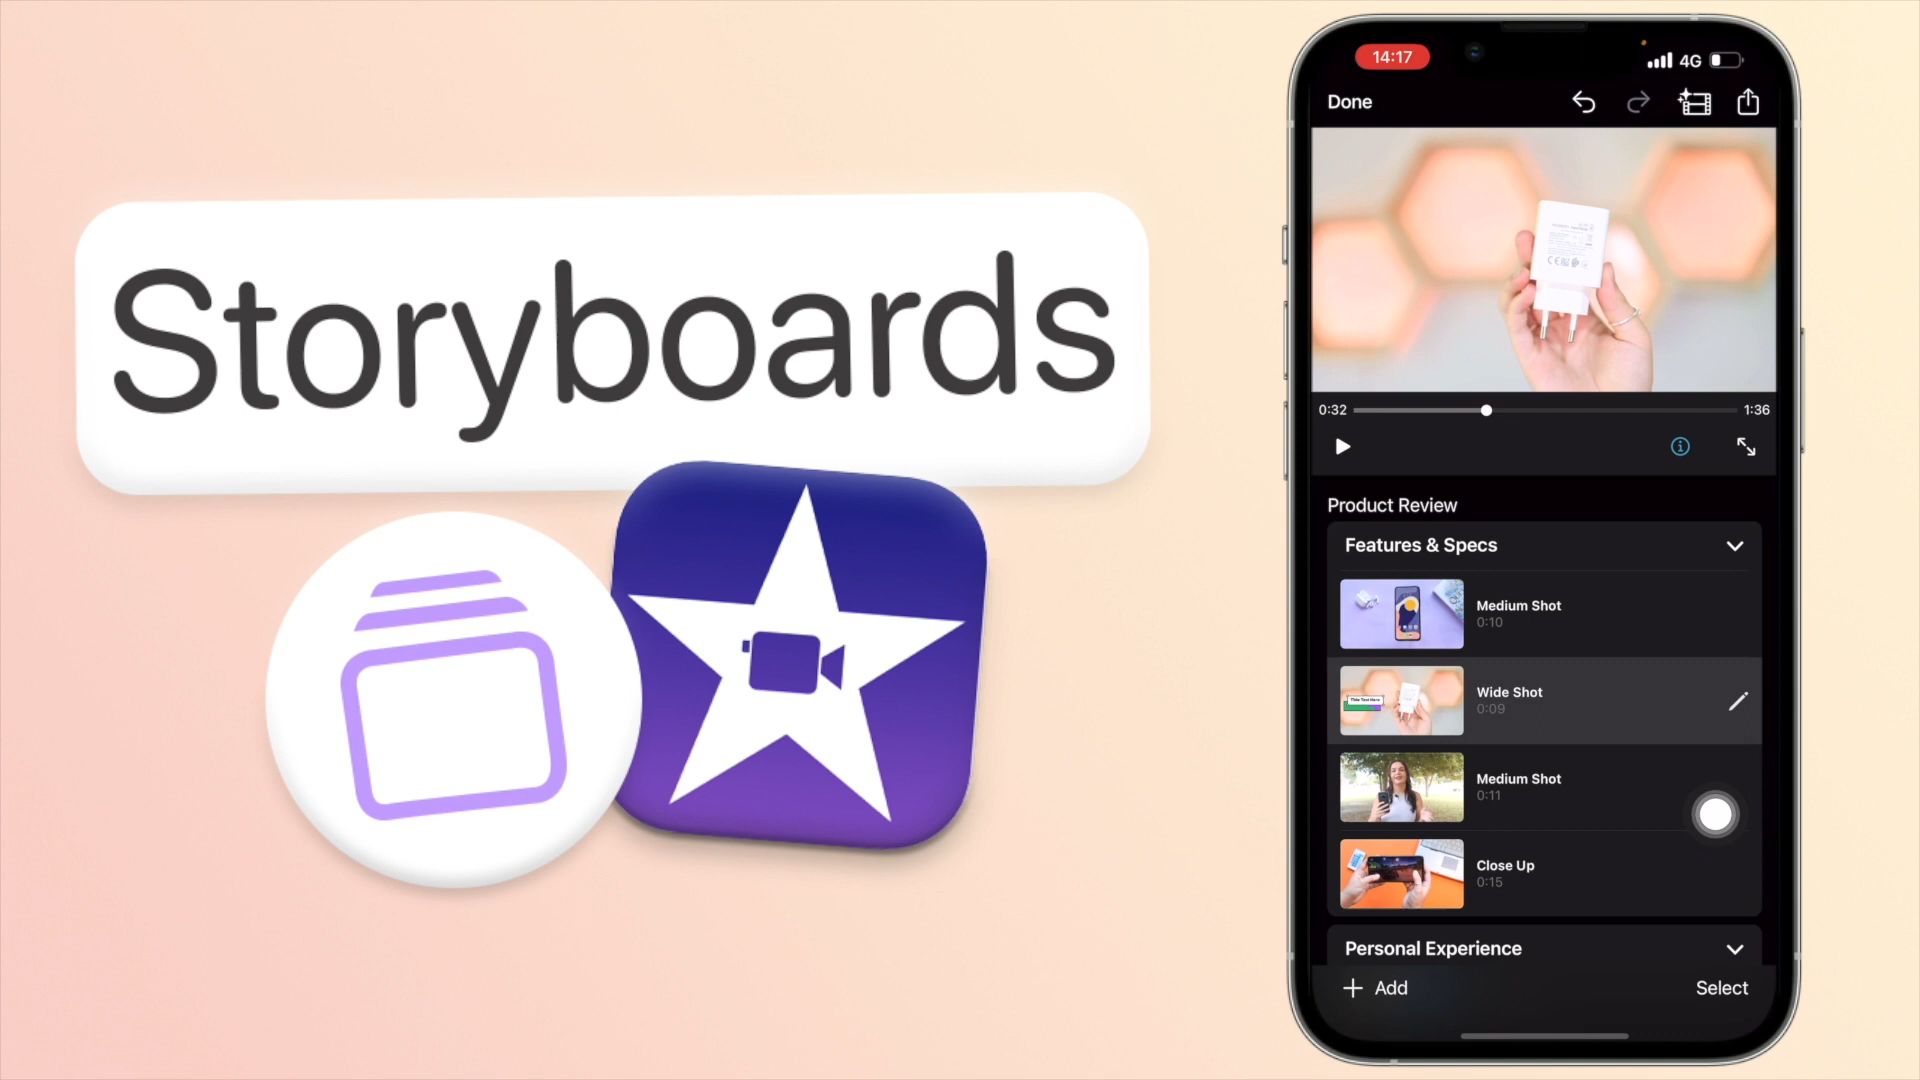 Storyboards
14:17
4G
Done
0:32
1:36
Product Review
Features & Specs
Medium Shot
0:10
Wide Shot
0:09
Medium Shot
0:11
Close Up
0:15
Personal Experience
Add
Select